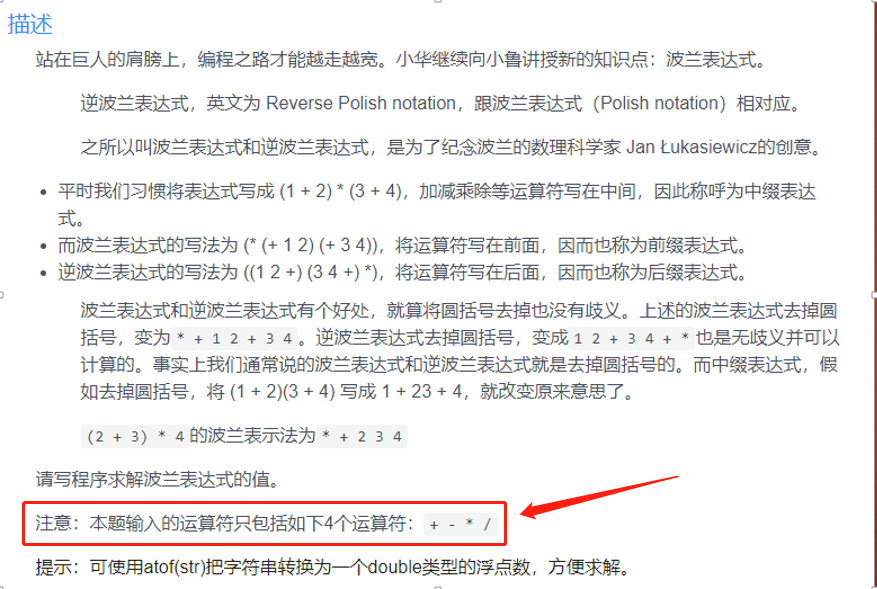 描述
站在巨人的肩膀上，编程之路才能越走越宽。小华继续向小鲁讲授新的知识点：波兰表达式。
逆波兰表达式，英文为 Reverse Polish notation，跟波兰表达式（Polish notation）相对应。
之所以叫波兰表达式和逆波兰表达式，是为了纪念波兰的数理科学家 Jan Łukasiewicz的创意。
• 平时我们习惯将表达式写成 (1 + 2) * (3 + 4)，加减乘除等运算符写在中间，因此称呼为中缀表达
式。
• 而波兰表达式的写法为 (* (+ 1 2) (+ 3 4))，将运算符写在前面，因而也称为前缀表达式。
• 逆波兰表达式的写法为 ((1 2 +) (3 4 +) *)，将运算符写在后面，因而也称为后缀表达式。
波兰表达式和逆波兰表达式有个好处，就算将圆括号去掉也没有歧义。上述的波兰表达式去掉圆
括号，变为 * + 1 2 + 3 4 。逆波兰表达式去掉圆括号，变成 1 2 + 3 4 + * 也是无歧义并可以
计算的。事实上我们通常说的波兰表达式和逆波兰表达式就是去掉圆括号的。而中缀表达式，假
如去掉圆括号，将 (1 + 2)(3 + 4) 写成 1 + 23 + 4，就改变原来意思了。
(2 + 3) * 4 的波兰表示法为 * + 2 3 4
请写程序求解波兰表达式的值。
注意：本题输入的运算符只包括如下4个运算符： + - * /
提示：可使用atof(str)把字符串转换为一个double类型的浮点数，方便求解。